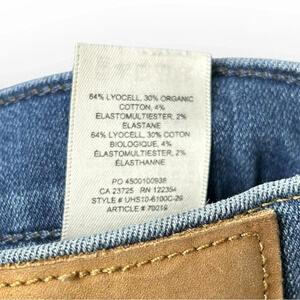 64% LYOCELL, 30% ORGANIC
COTTON, 4%
ELASTOMULTIESTER, 2%
ELASTANE
64% LYOCELL, 30% COTON
BIOLOGIQUE, 4%
ÉLASTOMULTIESTER, 2%
ÉLASTHANNE
PO 4500100938
CA 23725 RN 122354
STYLE # UHS10-6100C-29
ARTICLE # 70019